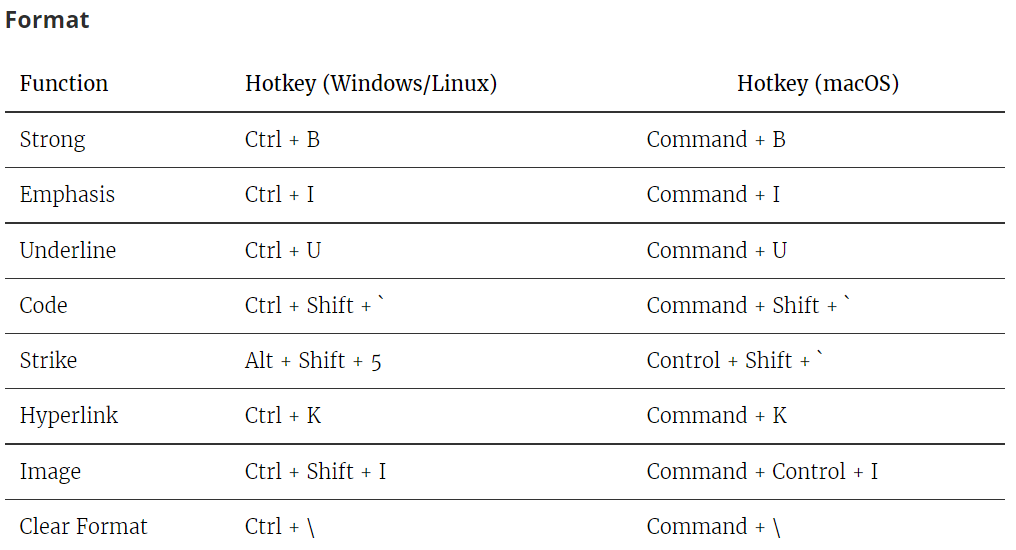 Format
Function Hotkey (Windows/Linux) Hotkey (macOS)
Strong Ctrl + B Command + B
Emphasis Ctrl + I Command + I
Underline Ctrl + U Command + U
Code Ctrl + Shift + ` Command + Shift + `
Strike Alt + Shift + 5 Control + Shift + `
Hyperlink Ctrl + K Command + K
Image Ctrl + Shift + I Command + Control + I
Clear Format Ctrl + \ Command + \